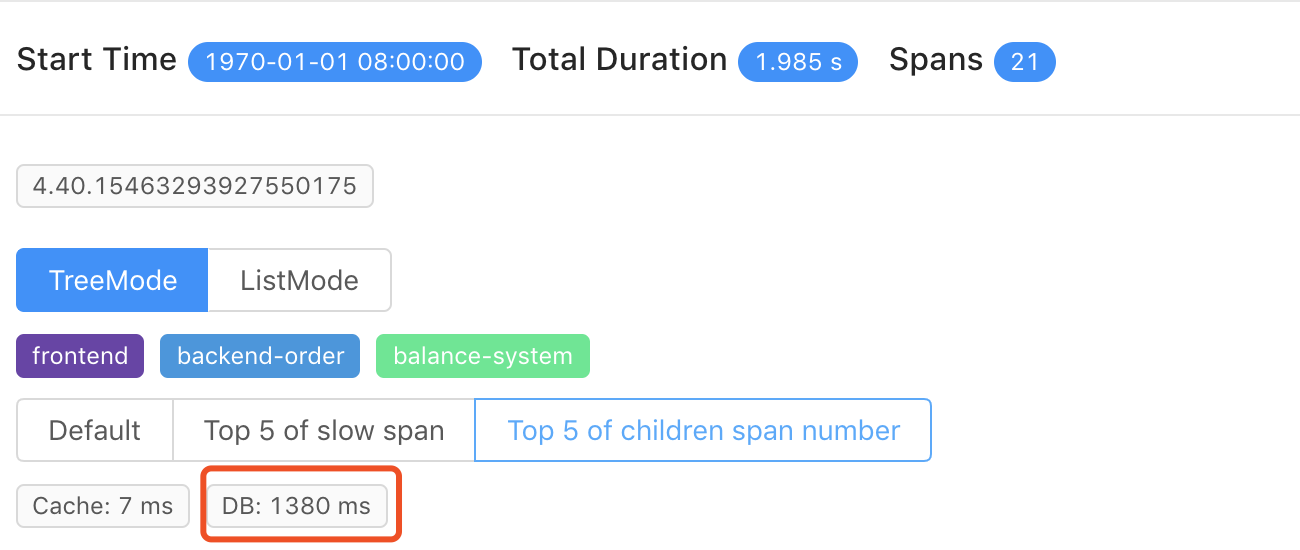 Start Time 1970-01-01 08:00:00 Total Duration 1.985 s Spans 21
4.40.15463293927550175
TreeMode ListMode
frontend backend-order balance-system
Default Top 5 of slow span Top 5 of children span number
Cache: 7 ms DB: 1380 ms